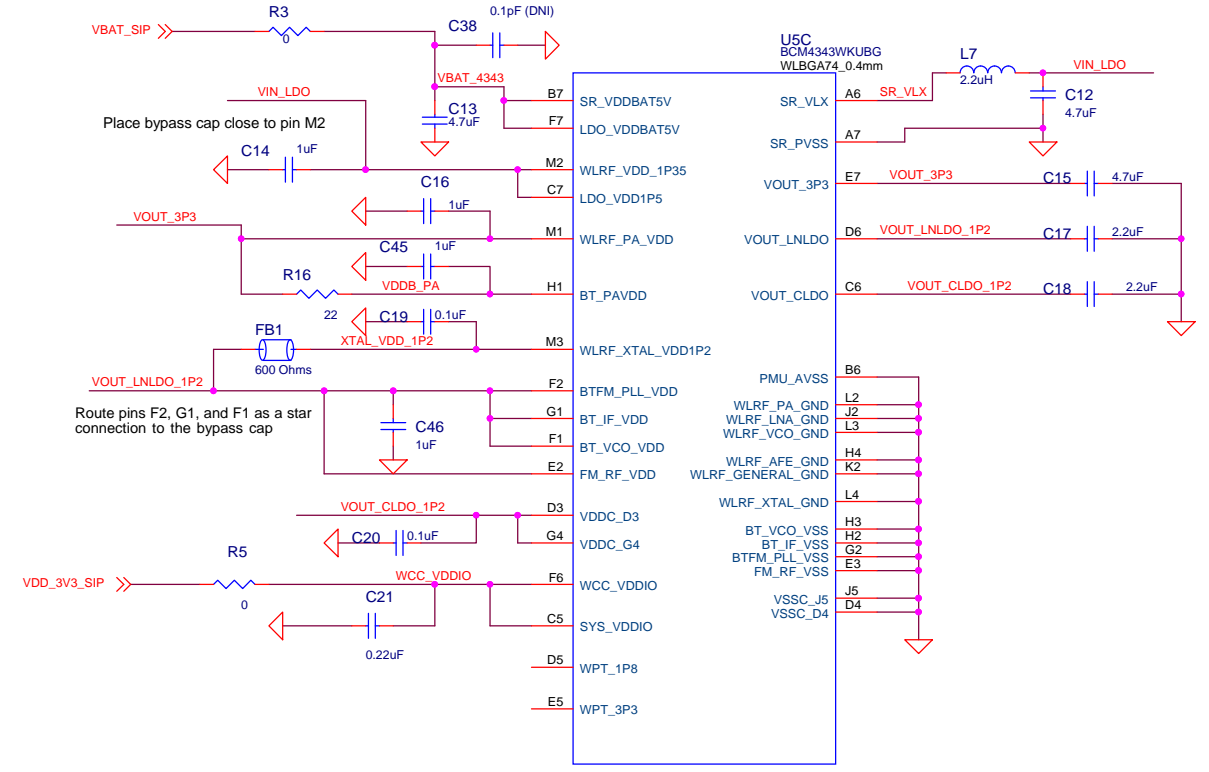 R3
0
VBAT_SIP
C38
0.1pF (DNI)
VBAT_4343
C13
4.7uF
VIN_LDO
Place bypass cap close to pin M2
C14
1uF
C16
1uF
VOUT_3P3
C45
1uF
R16
22
VDDB_PA
C19
0.1uF
FB1
600 Ohms
XTAL_VDD_1P2
VOUT_LNLDO_1P2
Route pins F2, G1, and F1 as a star
connection to the bypass cap
C46
1uF
VOUT_CLDO_1P2
C20
0.1uF
R5
0
VDD_3V3_SIP
WCC_VDDIO
C21
0.22uF
U5C
BCM4343WKUBG
WLBGA74_0.4mm
B7 SR_VDDBAT5V
F7 LDO_VDDBAT5V
M2 WLRF_VDD_1P35
C7 LDO_VDD1P5
M1 WLRF_PA_VDD
H1 BT_PAVDD
M3 WLRF_XTAL_VDD1P2
F2 BTFM_PLL_VDD
G1 BT_IF_VDD
F1 BT_VCO_VDD
E2 FM_RF_VDD
D3 VDDC_D3
G4 VDDC_G4
F6 WCC_VDDIO
C5 SYS_VDDIO
D5 WPT_1P8
E5 WPT_3P3
SR_VLX A6
SR_PVSS A7
VOUT_3P3 E7
VOUT_LNLDO D6
VOUT_CLDO C6
PMU_AVSS B6
WLRF_PA_GND L2
WLRF_LNA_GND J2
WLRF_VCO_GND L3
WLRF_AFE_GND H4
WLRF_GENERAL_GND K2
WLRF_XTAL_GND L4
BT_VCO_VSS H3
BT_IF_VSS H2
BTFM_PLL_VSS G2
FM_RF_VSS E3
VSSC_J5 J5
VSSC_D4 D4
SR_VLX
L7
2.2uH
VIN_LDO
C12
4.7uF
VOUT_3P3
C15
4.7uF
VOUT_LNLDO_1P2
C17
2.2uF
VOUT_CLDO_1P2
C18
2.2uF